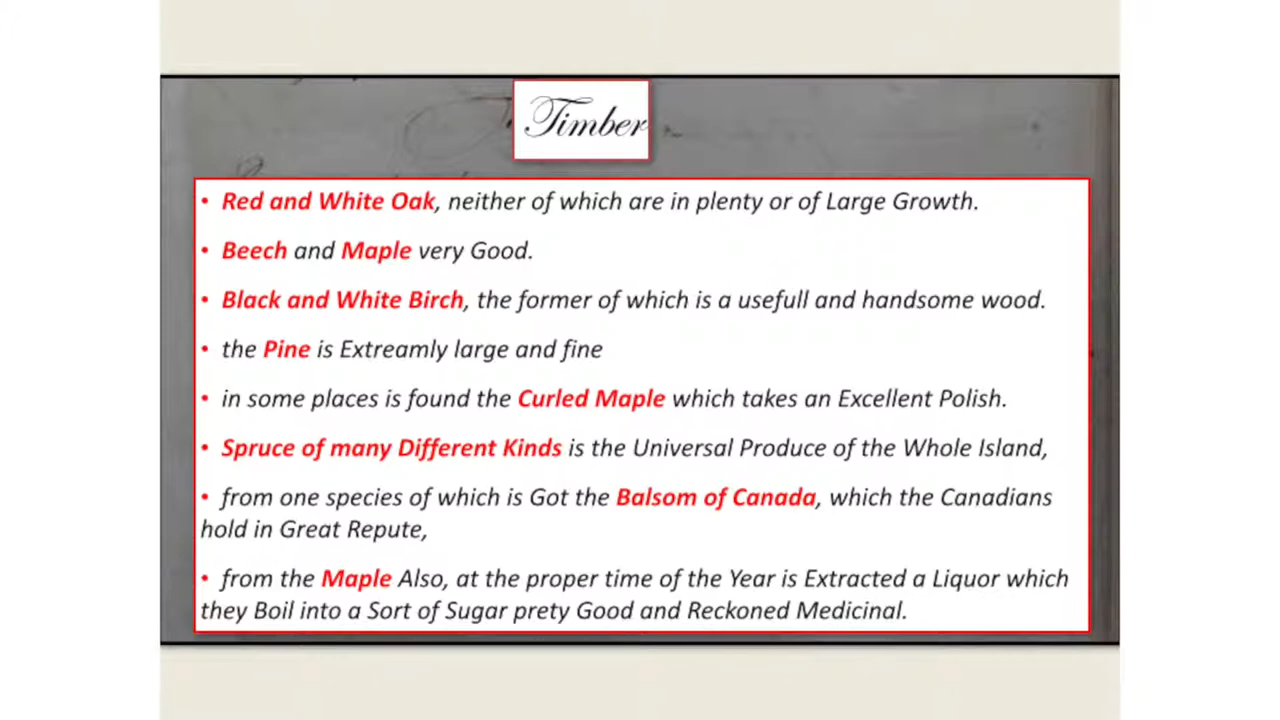 Timber
• Red and White Oak, neither of which are in plenty or of Large Growth.
• Beech and Maple very Good.
• Black and White Birch, the former of which is a usefull and handsome wood.
• the Pine is Extreamly large and fine
• in some places is found the Curled Maple which takes an Excellent Polish.
• Spruce of many Different Kinds is the Universal Produce of the Whole Island,
• from one species of which is Got the Balsom of Canada, which the Canadians
hold in Great Repute,
• from the Maple Also, at the proper time of the Year is Extracted a Liquor which
they Boil into a Sort of Sugar prety Good and Reckoned Medicinal.